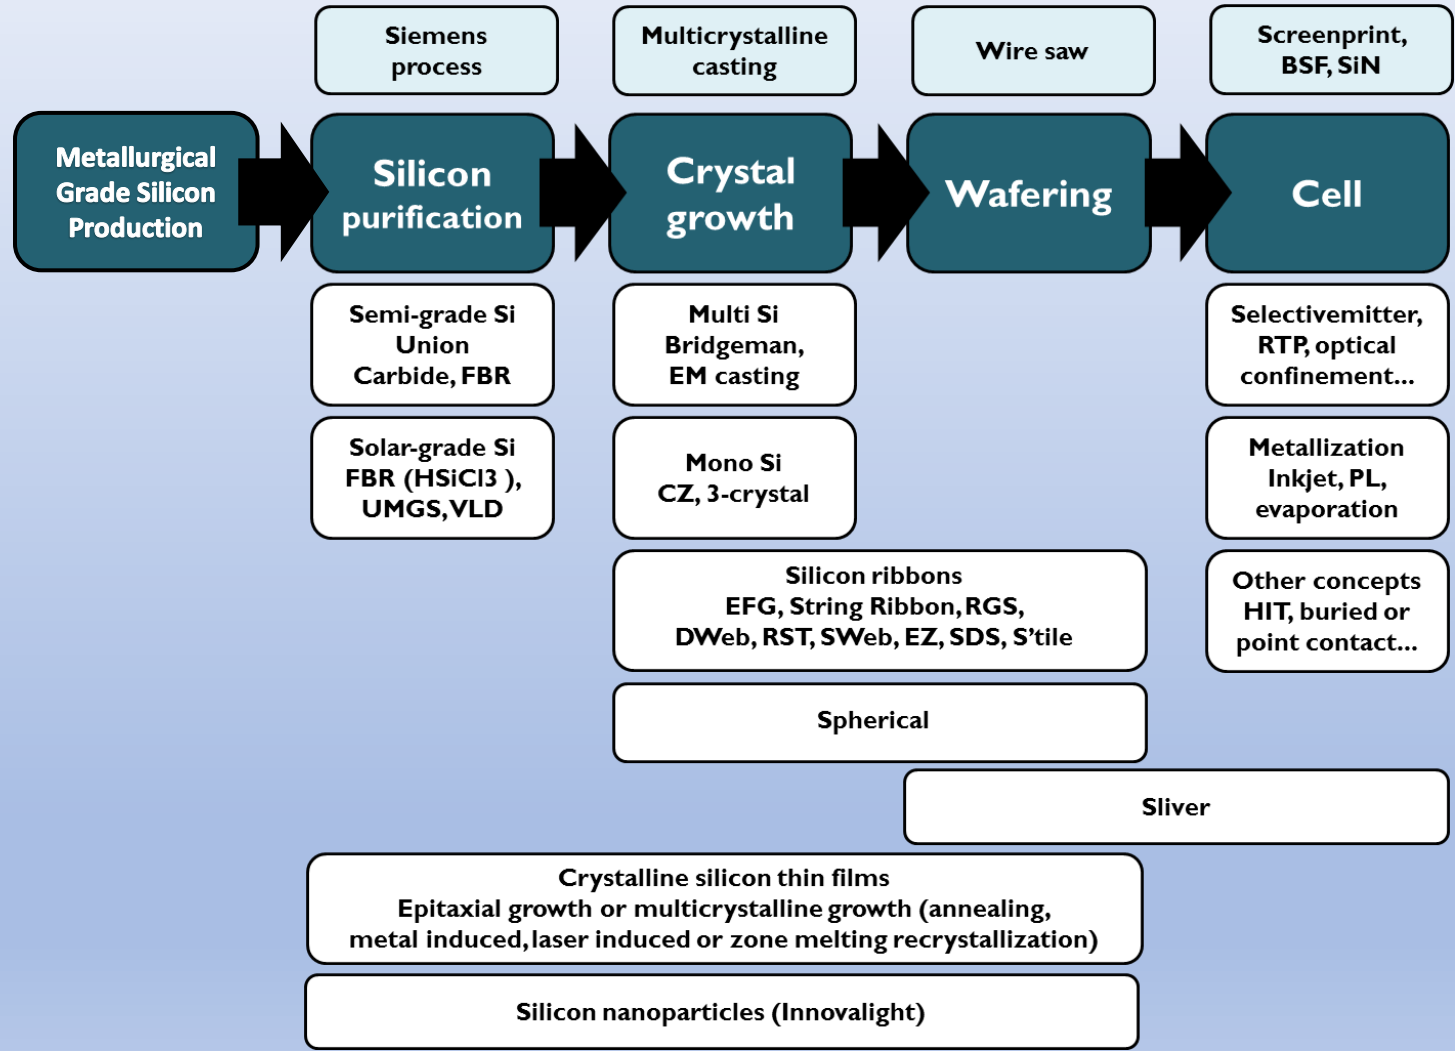 Siemens
process
Multicrystalline
casting
Wire saw
Screenprint,
BSF, SiN
Metallurgical
Grade Silicon
Production
Silicon
purification
Crystal
growth
Wafering
Cell
Semi-grade Si
Union
Carbide, FBR
Multi Si
Bridgeman,
EM casting
Selectivemitter,
RTP, optical
confinement...
Solar-grade Si
FBR (HSiCl3 ),
UMGS, VLD
Mono Si
CZ, 3-crystal
Metallization
Inkjet, PL,
evaporation
Silicon ribbons
EFG, String Ribbon, RGS,
DWeb, RST, SWeb, EZ, SDS, S'tile
Other concepts
HIT, buried or
point contact...
Spherical
Sliver
Crystalline silicon thin films
Epitaxial growth or multicrystalline growth (annealing,
metal induced, laser induced or zone melting recrystallization)
Silicon nanoparticles (Innovalight)